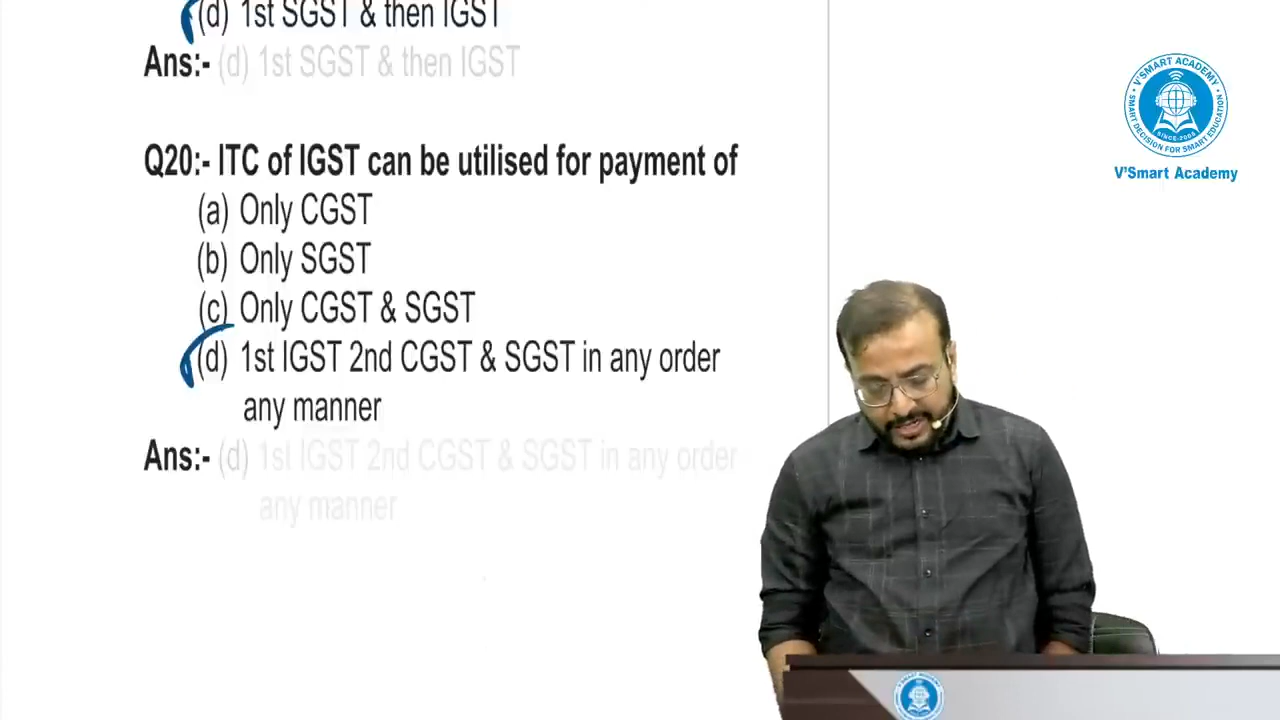 (d) 1st SGST & then IGST
Ans:- (d) 1st SGST & then IGST
Q20:- ITC of IGST can be utilised for payment of
(a) Only CGST
(b) Only SGST
(c) Only CGST & SGST
(d) 1st IGST 2nd CGST & SGST in any order
any manner
Ans:- (d) 1st IGST 2nd CGST & SGST in any order
any manner
V'SMART ACADEMY
SMART DECISION FOR SMART EDUCATION
SINCE-2008
V'Smart Academy